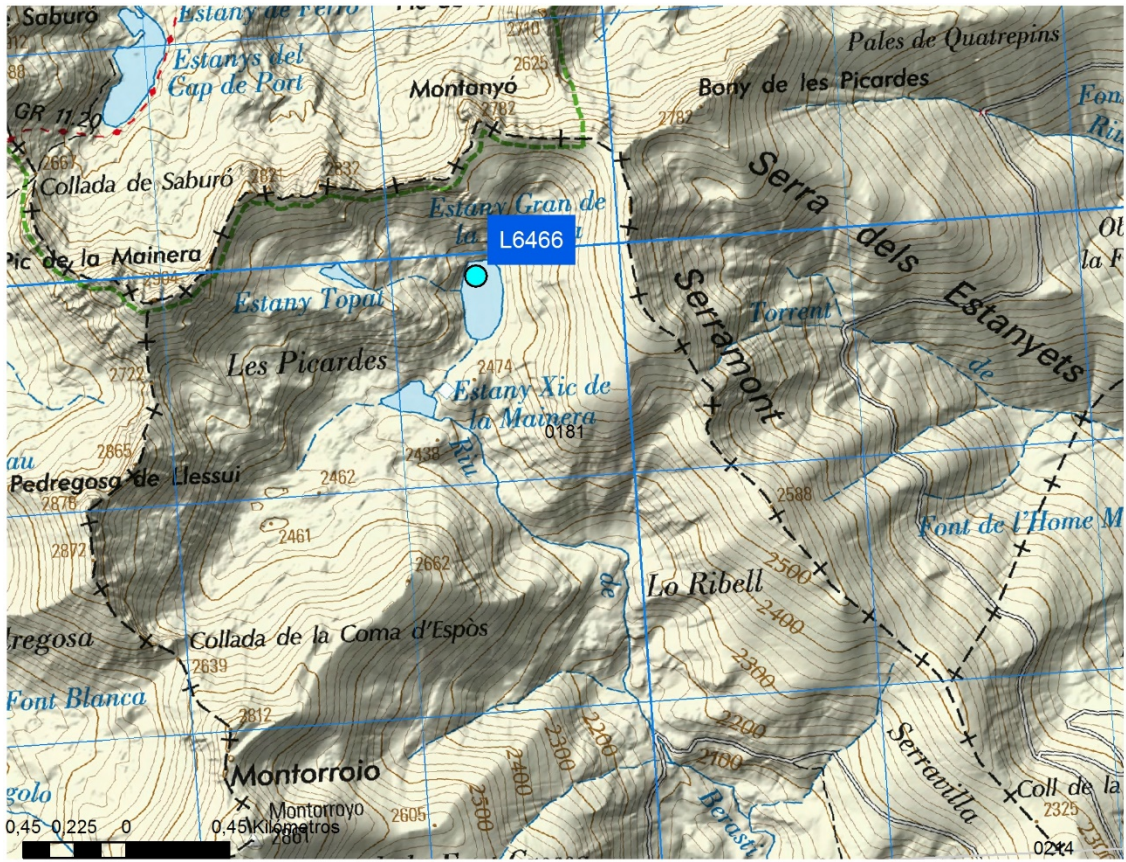 Saburó
Estany de Ferro
Estanys del
Cap de Port
2710
2625
Pales de Quatrepins
Bony de les Picardes
Montanyó
2782
2782
GR 11.20
Collada de Saburó
2821
2832
Serra
dels
Estanyets
Estany Gran de
la
L6466
Pic de la Mainera
2904
Estany Topat
Serramont
Torrent
de
Les Picardes
2474
2722
Estany Xic de
la Mainera
0181
2865
2438
Riu
2462
Pedregosa de Llessui
2878
2588
2461
Font de l'Home M
2872
2662
2500
de
Lo Ribell
2400
Collada de la Coma d'Espòs
2639
2300
Font Blanca
2812
2200
2200
2300
2100
2400
Serravilla
Montorroio
2500
Coll de la
Montorroyo
2605
2325
0,45 0,225 0 0,45 Kilómetros
Berasti
0214